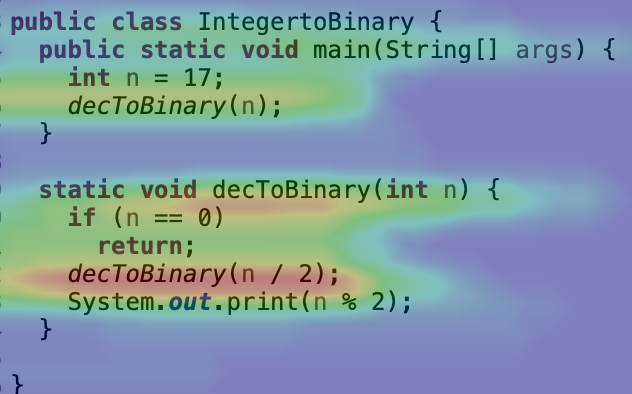 public class IntegertoBinary {
  public static void main(String[] args) {
    int n = 17;
    decToBinary(n);
  }

  static void decToBinary(int n) {
    if (n == 0)
      return;
    decToBinary(n / 2);
    System.out.print(n % 2);
  }

}